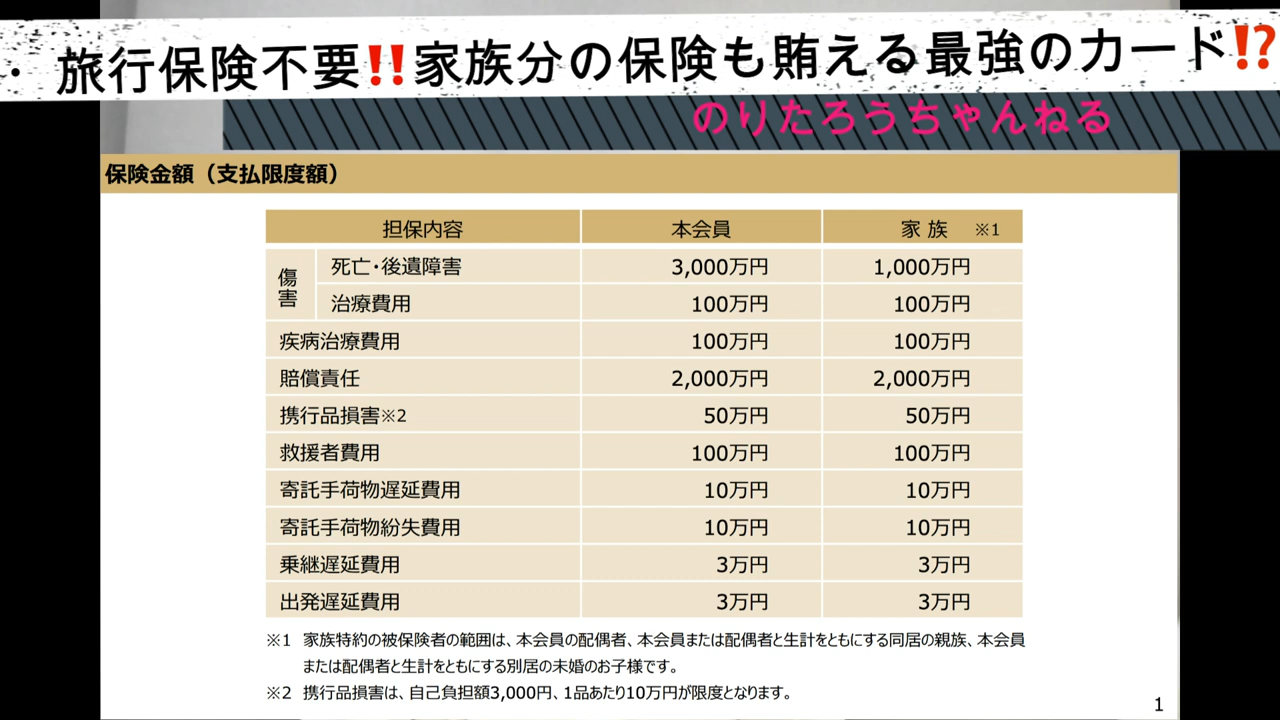 ・旅行保険不要‼家族分の保険も賄える最強のカード⁉
のりたろうちゃんねる
保険金額（支払限度額）
担保内容 本会員 家族 ※1
傷害 死亡・後遺障害 3,000万円 1,000万円
治療費用 100万円 100万円
疾病治療費用 100万円 100万円
賠償責任 2,000万円 2,000万円
携行品損害※2 50万円 50万円
救援者費用 100万円 100万円
寄託手荷物遅延費用 10万円 10万円
寄託手荷物紛失費用 10万円 10万円
乗継遅延費用 3万円 3万円
出発遅延費用 3万円 3万円
※1 家族特約の被保険者の範囲は、本会員の配偶者、本会員または配偶者と生計をともにする同居の親族、本会員
または配偶者と生計をともにする別居の未婚のお子様です。
※2 携行品損害は、自己負担額3,000円、1品あたり10万円が限度となります。
1